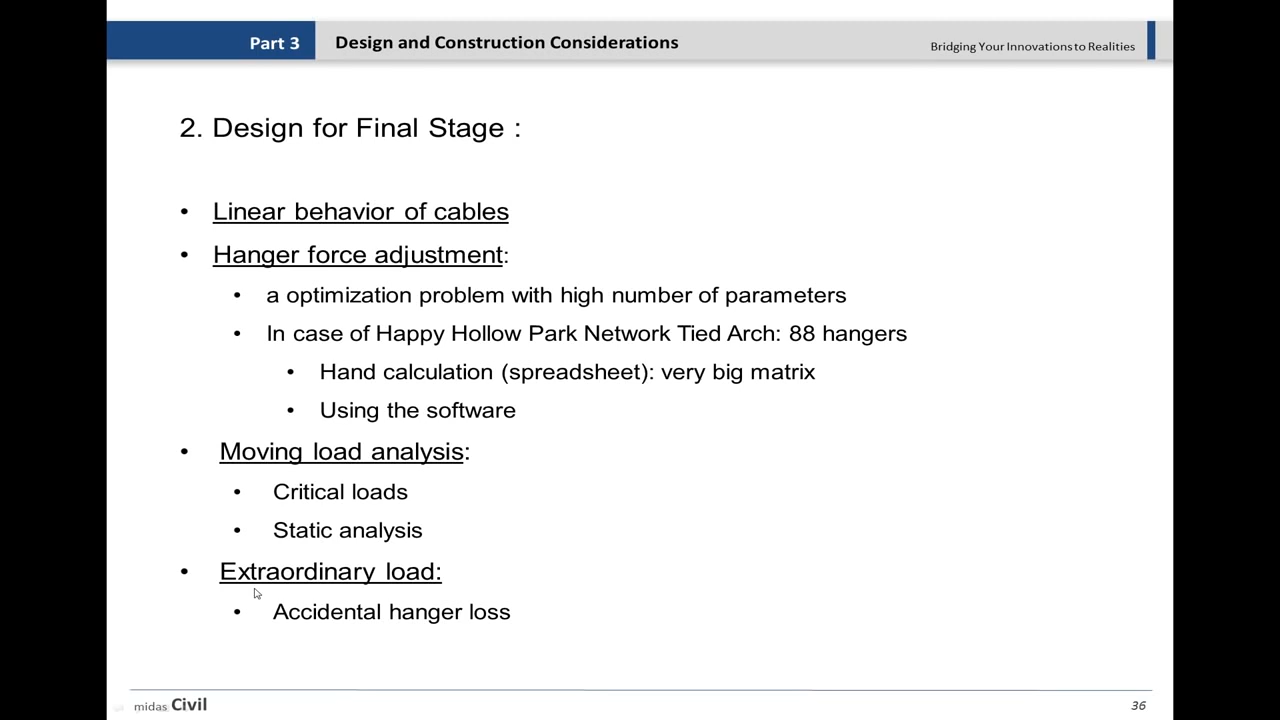 Part 3
Design and Construction Considerations
Bridging Your Innovations to Realities
2. Design for Final Stage :
• Linear behavior of cables
• Hanger force adjustment:
• a optimization problem with high number of parameters
• In case of Happy Hollow Park Network Tied Arch: 88 hangers
• Hand calculation (spreadsheet): very big matrix
• Using the software
• Moving load analysis:
• Critical loads
• Static analysis
• Extraordinary load:
• Accidental hanger loss
midas Civil
36